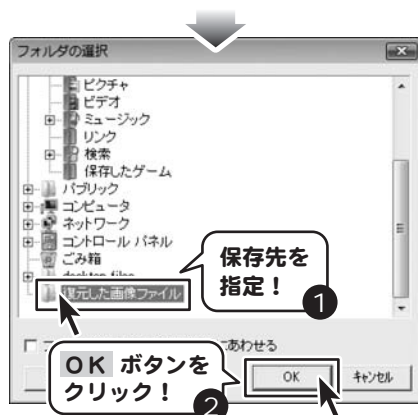 フォルダの選択
ピクチャ
ビデオ
ミュージック
リンク
検索
保存したゲーム
パブリック
コンピュータ
ネットワーク
コントロール パネル
ごみ箱
desktop files
復元した画像ファイル
保存先を
指定！
1
にあわせる
OK ボタンを
クリック！
2
OK
キャンセル